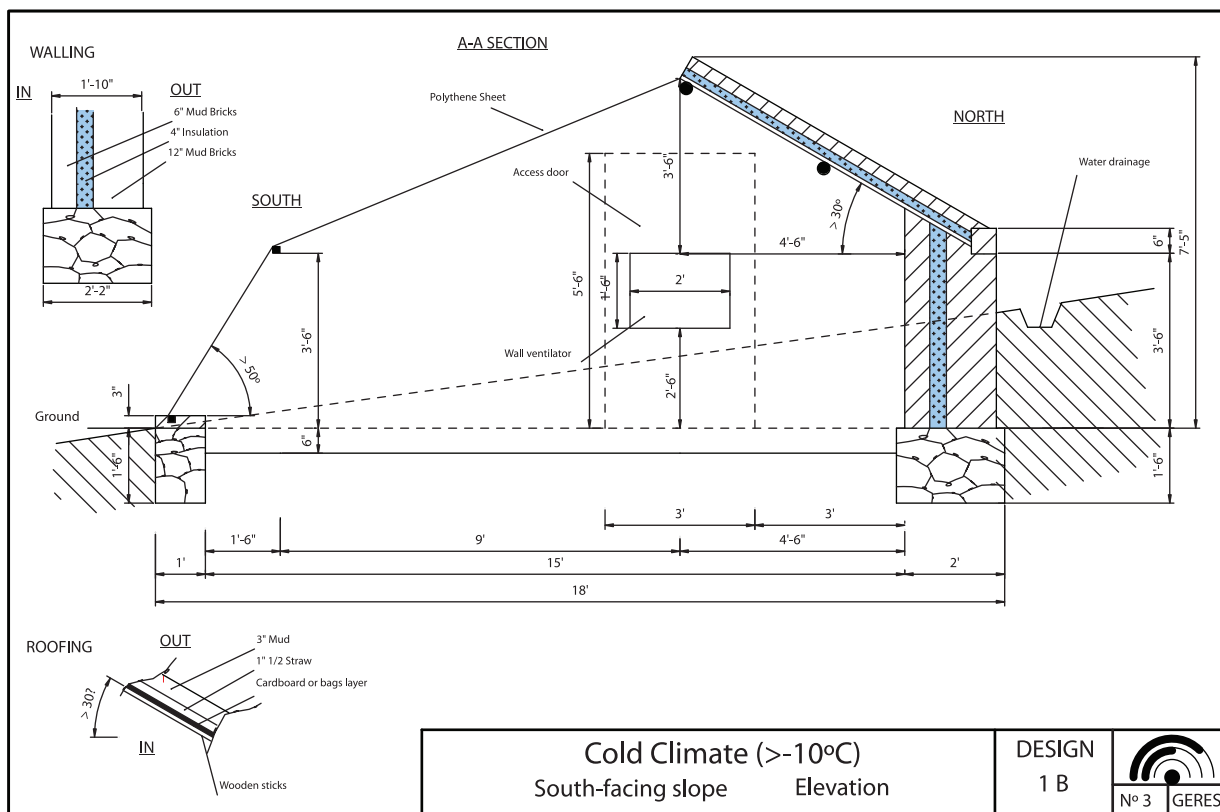 WALLING
A-A SECTION
IN
1'-10"
OUT
6" Mud Bricks
4" Insulation
12" Mud Bricks
2'-2"
Polythene Sheet
NORTH
Water drainage
SOUTH
Access door
3'-6"
> 30º
4'-6"
6"
7'-5"
5'-6"
1'-6"
2'
3'-6"
3'-6"
Wall ventilator
> 50º
2'-6"
3"
Ground
1'-6"
6"
1'-6"
3'
3'
1'-6"
9'
4'-6"
1'
15'
2'
18'
ROOFING
OUT
3" Mud
1" 1/2 Straw
Cardboard or bags layer
> 30?
IN
Wooden sticks
Cold Climate (>-10ºC)
South-facing slope Elevation
DESIGN
1 B
Nº 3 GERES